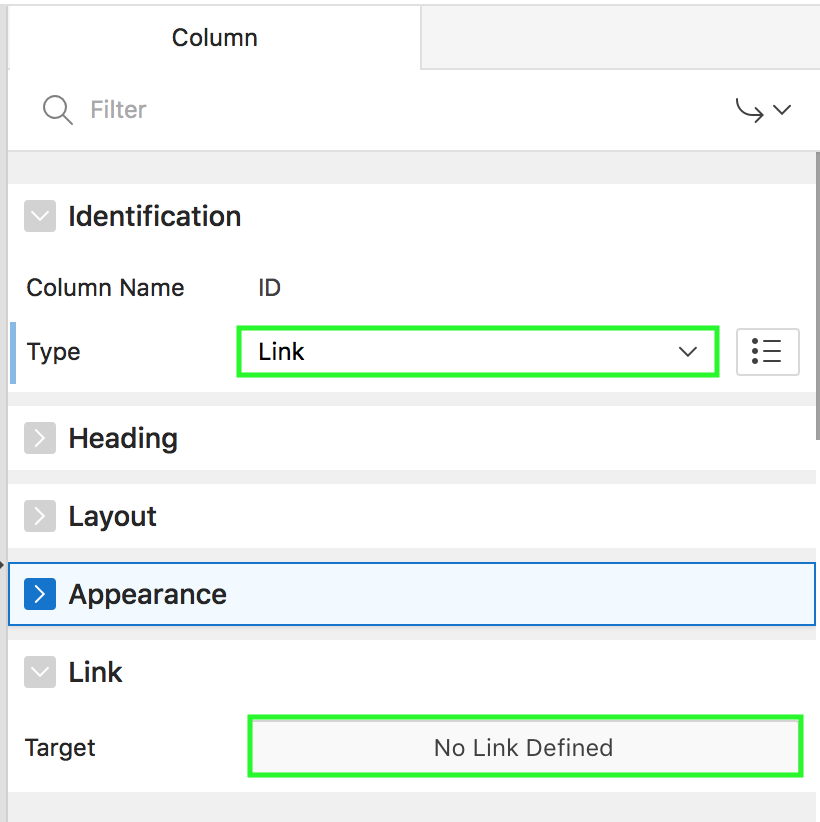 Column
Filter
Identification
Column Name ID
Type Link
Heading
Layout
Appearance
Link
Target No Link Defined